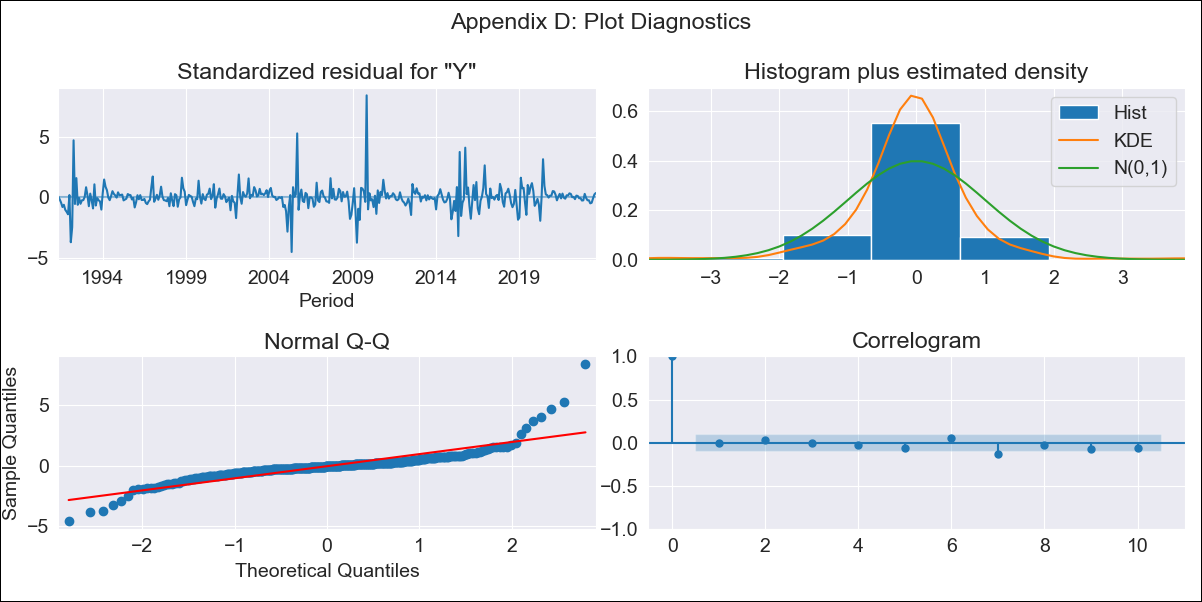 Appendix D: Plot Diagnostics
Standardized residual for "Y"
5
0
−5
1994 1999 2004 2009 2014 2019
Period
Histogram plus estimated density
0.6
0.4
0.2
0.0
−3 −2 −1 0 1 2 3
Hist
KDE
N(0,1)
Normal Q-Q
Sample Quantiles
5
0
−5
−2 −1 0 1 2
Theoretical Quantiles
Correlogram
1.0
0.5
0.0
−0.5
−1.0
0 2 4 6 8 10